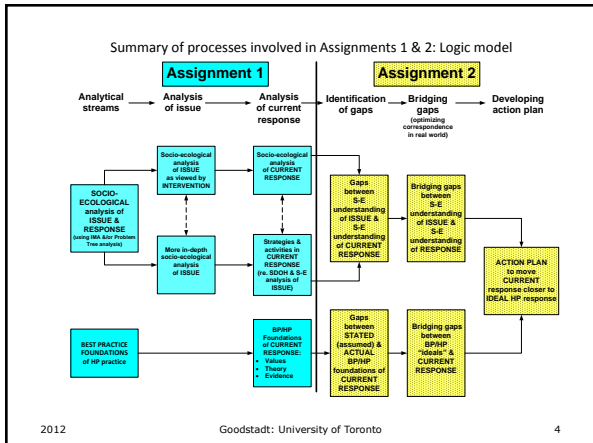 Summary of processes involved in Assignments 1 & 2: Logic model
Assignment 1
Assignment 2
Analytical
streams
Analysis
of issue
Analysis
of current
response
Identification
of gaps
Bridging
gaps
(optimizing
correspondence
in real world)
Developing
action plan
Socio-ecological
analysis
of ISSUE
as viewed by
INTERVENTION
Socio-ecological
analysis
of CURRENT
RESPONSE
SOCIO-
ECOLOGICAL
analysis of
ISSUE &
RESPONSE
(using IMA &/or Problem
Tree analysis)
More in-depth
socio-ecological
analysis
of ISSUE
Strategies &
activities in
CURRENT
RESPONSE
(re. SDOH & S-E
analysis of
ISSUE)
Gaps
between
S-E
understanding
of ISSUE &
S-E
understanding
of CURRENT
RESPONSE
Bridging gaps
between
S-E
understanding
of ISSUE &
S-E
understanding
of RESPONSE
ACTION PLAN
to move
CURRENT
response closer to
IDEAL HP response
BEST PRACTICE
FOUNDATIONS
of HP practice
BP/HP
Foundations
of CURRENT
RESPONSE:
• Values
• Theory
• Evidence
Gaps
between
STATED
(assumed) &
ACTUAL
BP/HP
foundations of
CURRENT
RESPONSE
Bridging gaps
between
BP/HP
"ideals" &
CURRENT
RESPONSE
2012
Goodstadt: University of Toronto
4